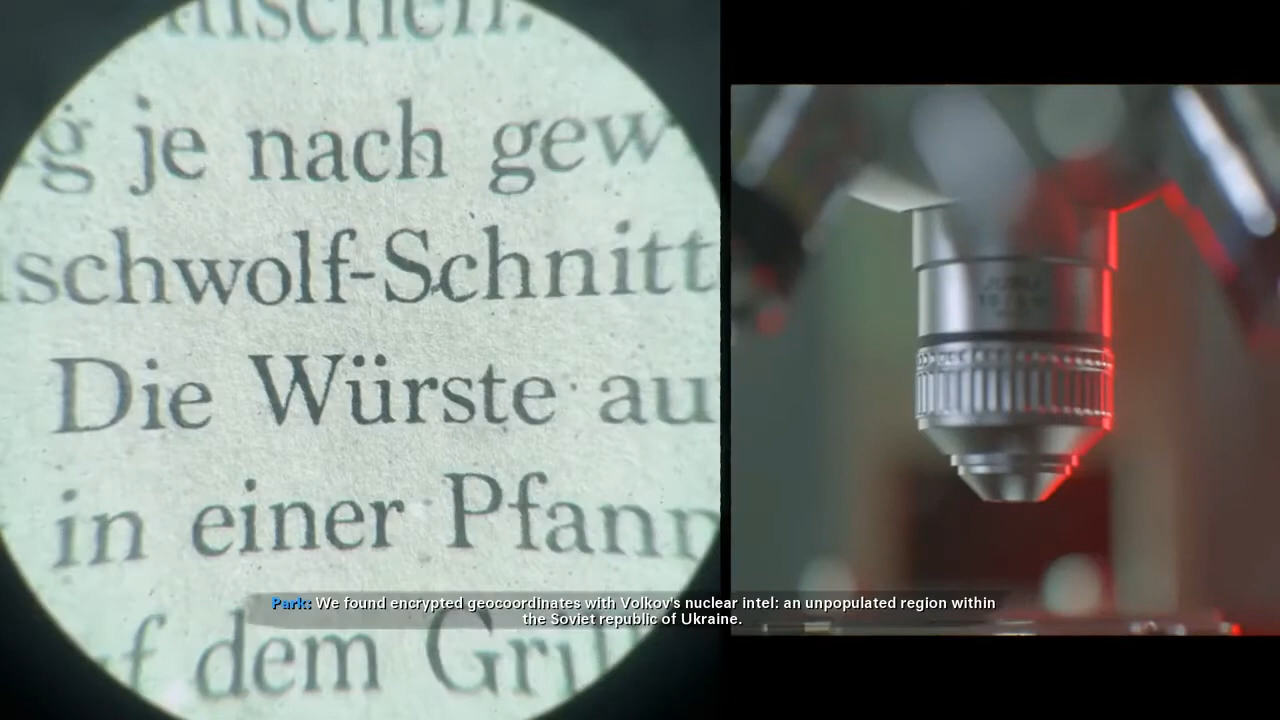 g je nach gew
schwolf-Schnitt
Die Würste au
in einer Pfann
f dem Grill
Park: We found encrypted geocoordinates with Volkov's nuclear intel: an unpopulated region within
the Soviet republic of Ukraine.